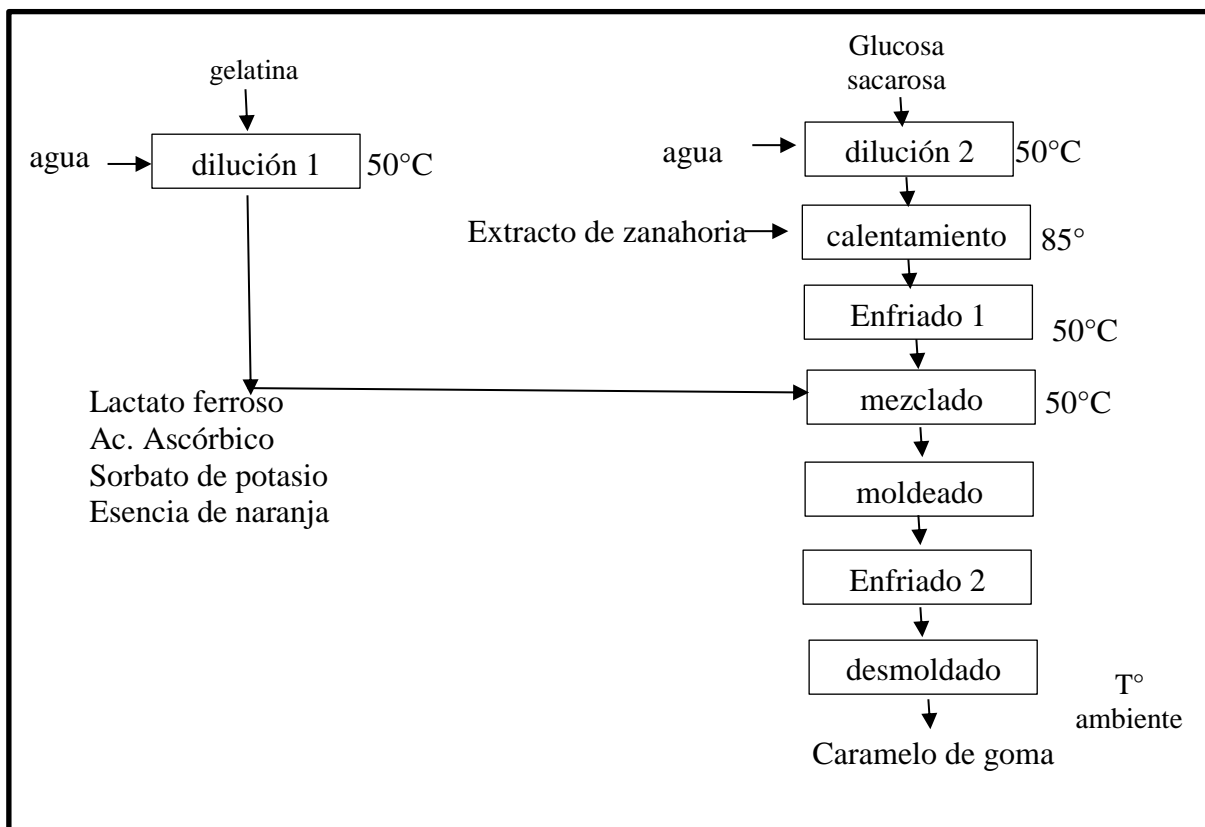 gelatina
agua
dilución 1
50°C
Glucosa
sacarosa
agua
dilución 2
50°C
Extracto de zanahoria
calentamiento
85°
Enfriado 1
50°C
Lactato ferroso
Ac. Ascórbico
Sorbato de potasio
Esencia de naranja
mezclado
50°C
moldeado
Enfriado 2
desmoldado
T°
ambiente
Caramelo de goma